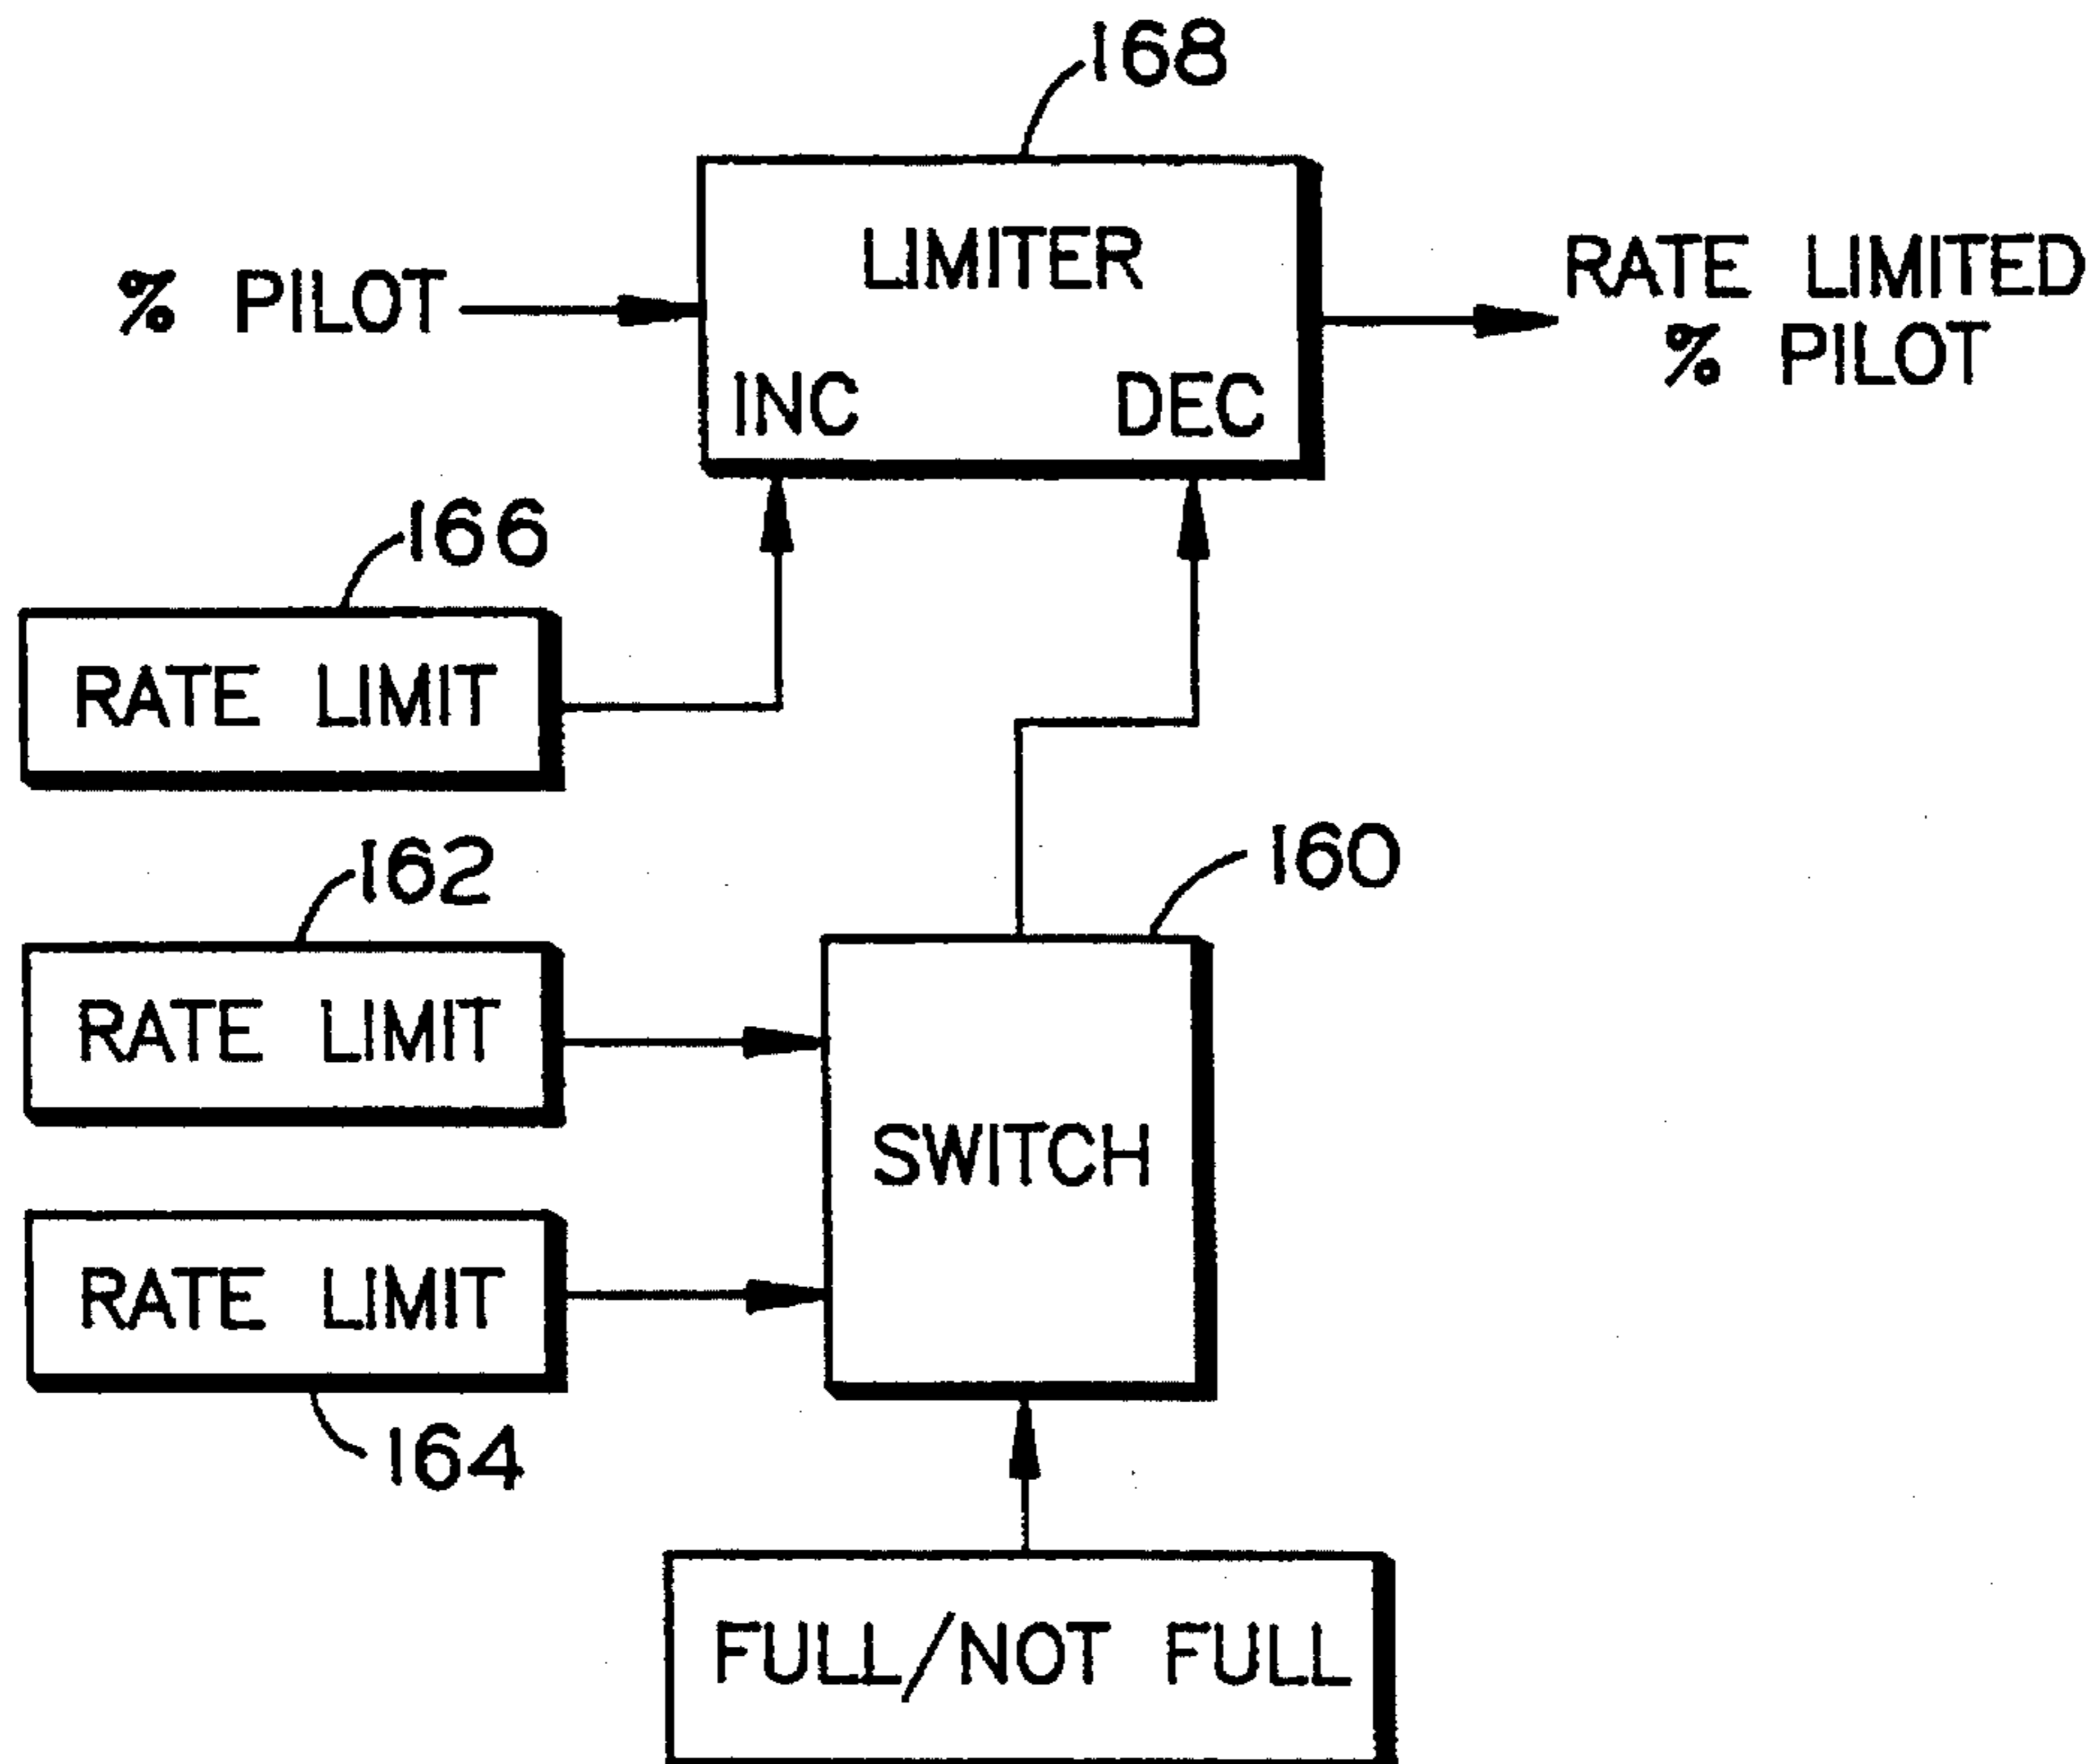 168
LIMITER
% PILOT
RATE LIMITED
% PILOT
INC DEC
166
RATE LIMIT
162
160
RATE LIMIT
SWITCH
RATE LIMIT
164
FULL/NOT FULL